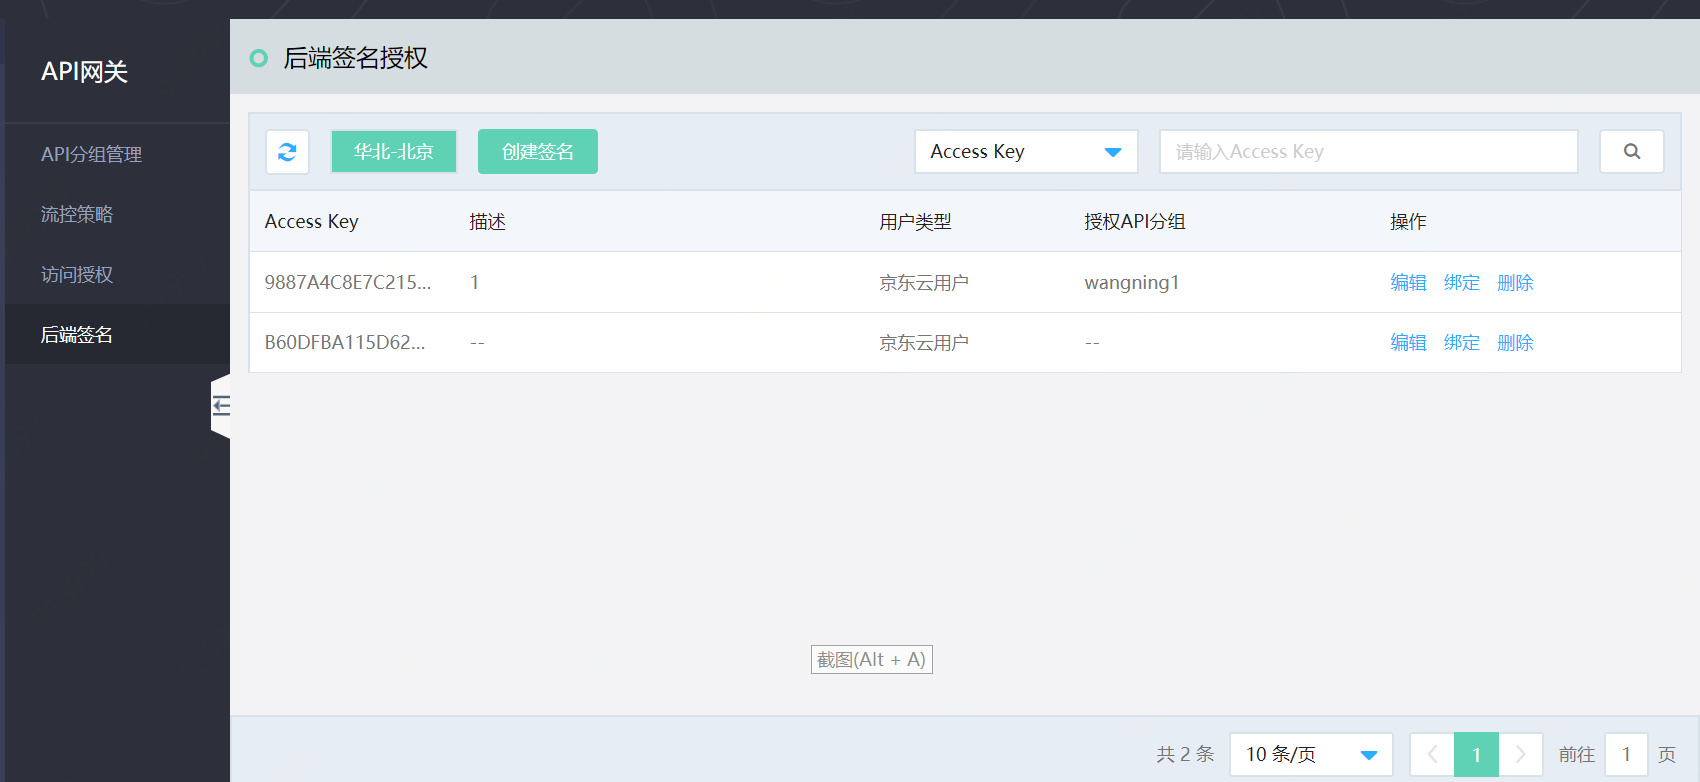 API网关
API分组管理
流控策略
访问授权
后端签名
后端签名授权
华北-北京 创建签名 Access Key 请输入Access Key
Access Key 描述 用户类型 授权API分组 操作
9887A4C8E7C215... 1 京东云用户 wangning1 编辑 绑定 删除
B60DFBA115D62... -- 京东云用户 -- 编辑 绑定 删除
截图(Alt + A)
共 2 条 10 条/页 1 前往 1 页